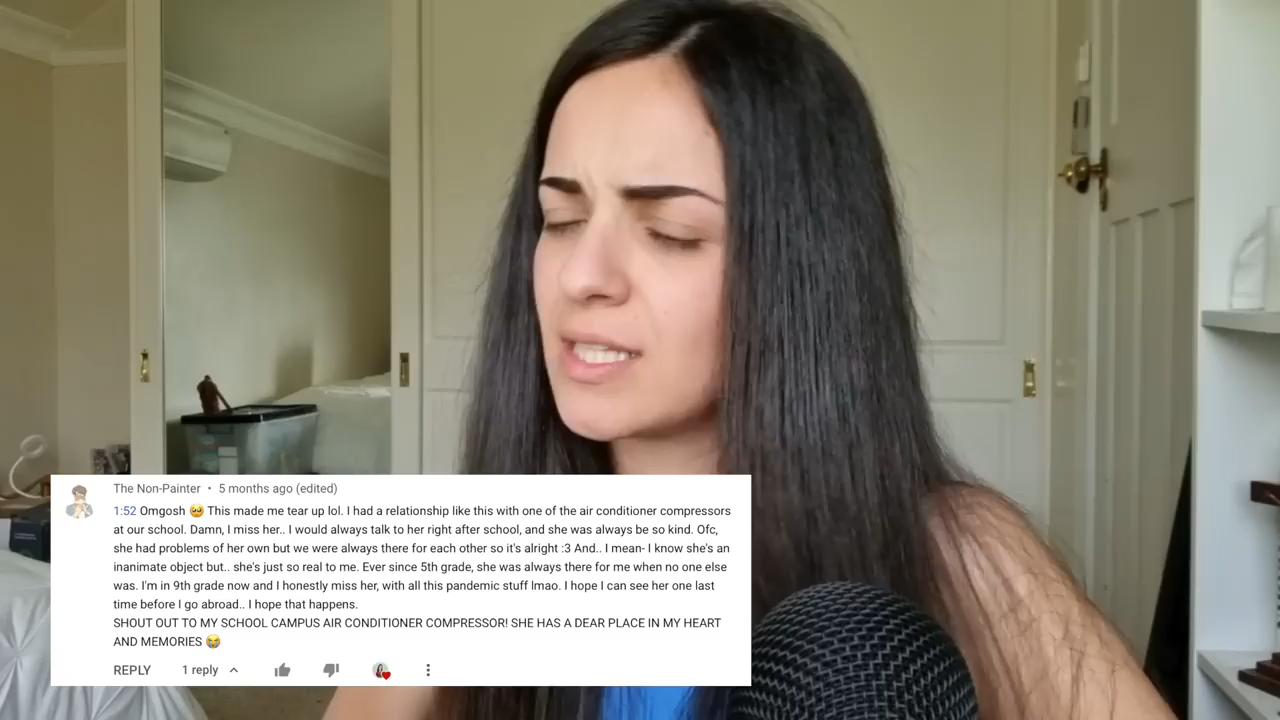 The Non-Painter • 5 months ago (edited)
1:52 Omgosh 🥺 This made me tear up lol. I had a relationship like this with one of the air conditioner compressors
at our school. Damn, I miss her.. I would always talk to her right after school, and she was always be so kind. Ofc,
she had problems of her own but we were always there for each other so it's alright :3 And.. I mean- I know she's an
inanimate object but.. she's just so real to me. Ever since 5th grade, she was always there for me when no one else
was. I'm in 9th grade now and I honestly miss her, with all this pandemic stuff lmao. I hope I can see her one last
time before I go abroad.. I hope that happens.
SHOUT OUT TO MY SCHOOL CAMPUS AIR CONDITIONER COMPRESSOR! SHE HAS A DEAR PLACE IN MY HEART
AND MEMORIES 😭
REPLY 1 reply